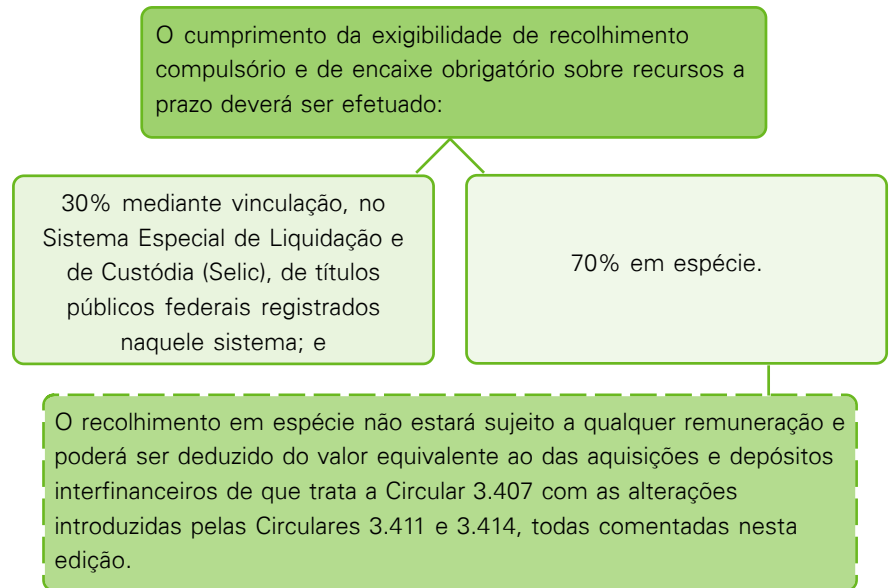 O cumprimento da exigibilidade de recolhimento
compulsório e de encaixe obrigatório sobre recursos a
prazo deverá ser efetuado:
30% mediante vinculação, no
Sistema Especial de Liquidação e
de Custódia (Selic), de títulos
públicos federais registrados
naquele sistema; e
70% em espécie.
O recolhimento em espécie não estará sujeito a qualquer remuneração e
poderá ser deduzido do valor equivalente ao das aquisições e depósitos
interfinanceiros de que trata a Circular 3.407 com as alterações
introduzidas pelas Circulares 3.411 e 3.414, todas comentadas nesta
edição.